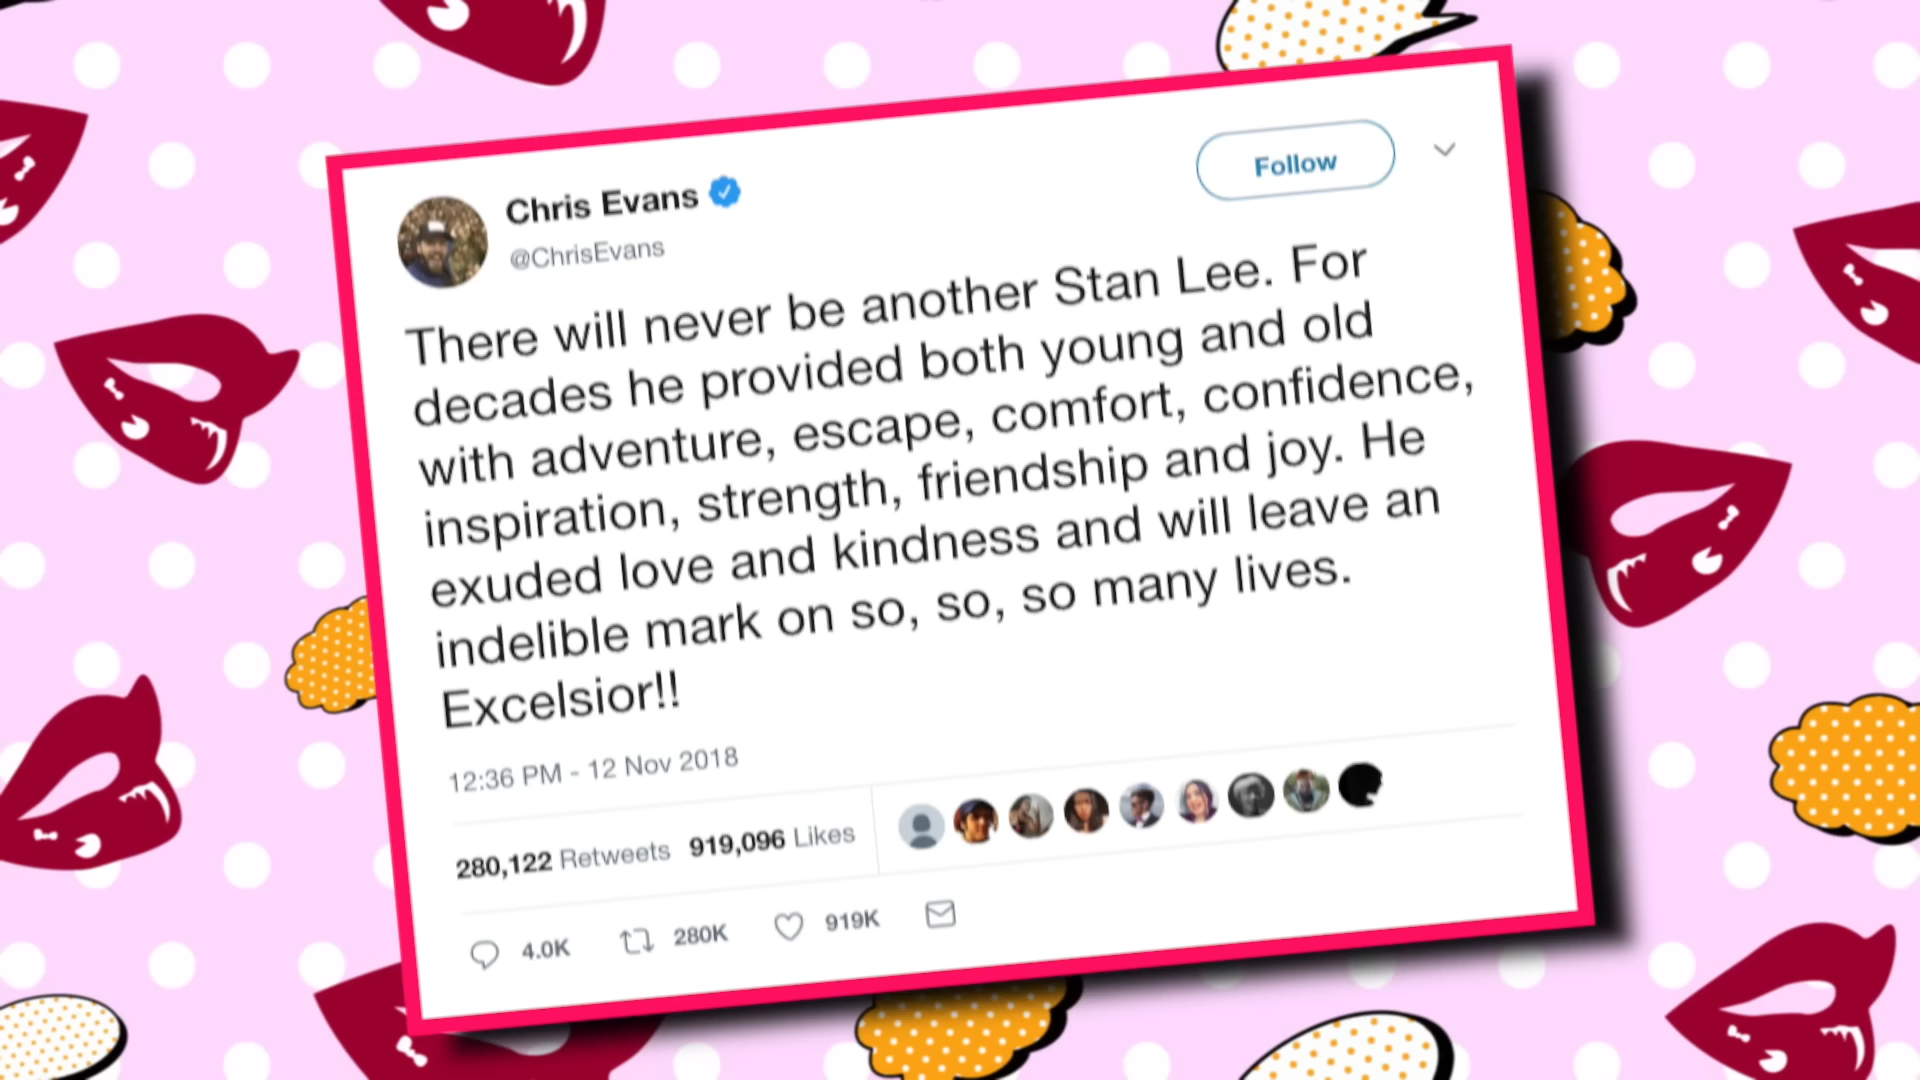 Chris Evans
@ChrisEvans
Follow
There will never be another Stan Lee. For
decades he provided both young and old
with adventure, escape, comfort, confidence,
inspiration, strength, friendship and joy. He
exuded love and kindness and will leave an
indelible mark on so, so, so many lives.
Excelsior!!
12:36 PM - 12 Nov 2018
280,122 Retweets 919,096 Likes
4.0K 280K 919K